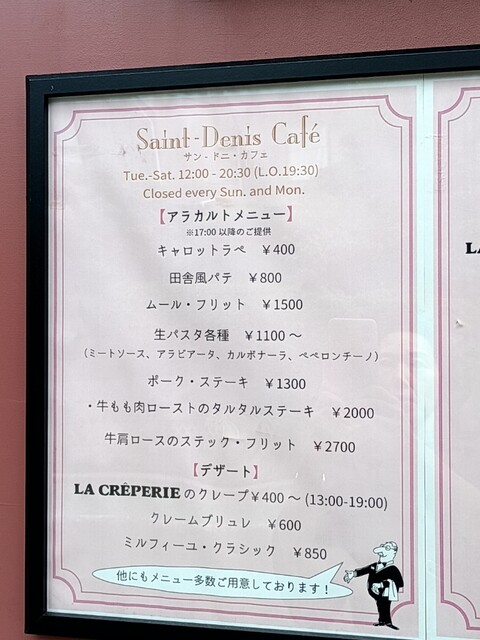 Saint-Denis Café
サン・ドニ・カフェ
Tue.-Sat. 12:00 - 20:30 (L.O.19:30)
Closed every Sun. and Mon.
【アラカルトメニュー】
※17:00 以降のご提供
キャロットラペ ￥400
田舎風パテ ￥800
ムール・フリット ￥1500
生パスタ各種 ￥1100 ～
（ミートソース、アラビアータ、カルボナーラ、ペペロンチーノ）
ポーク・ステーキ ￥1300
・牛もも肉ローストのタルタルステーキ ￥2000
牛肩ロースのステック・フリット ￥2700
【デザート】
LA CRÊPERIE のクレープ￥400 ～ (13:00-19:00)
クレームブリュレ ￥600
ミルフィーユ・クラシック ￥850
他にもメニュー多数ご用意しております！
LA